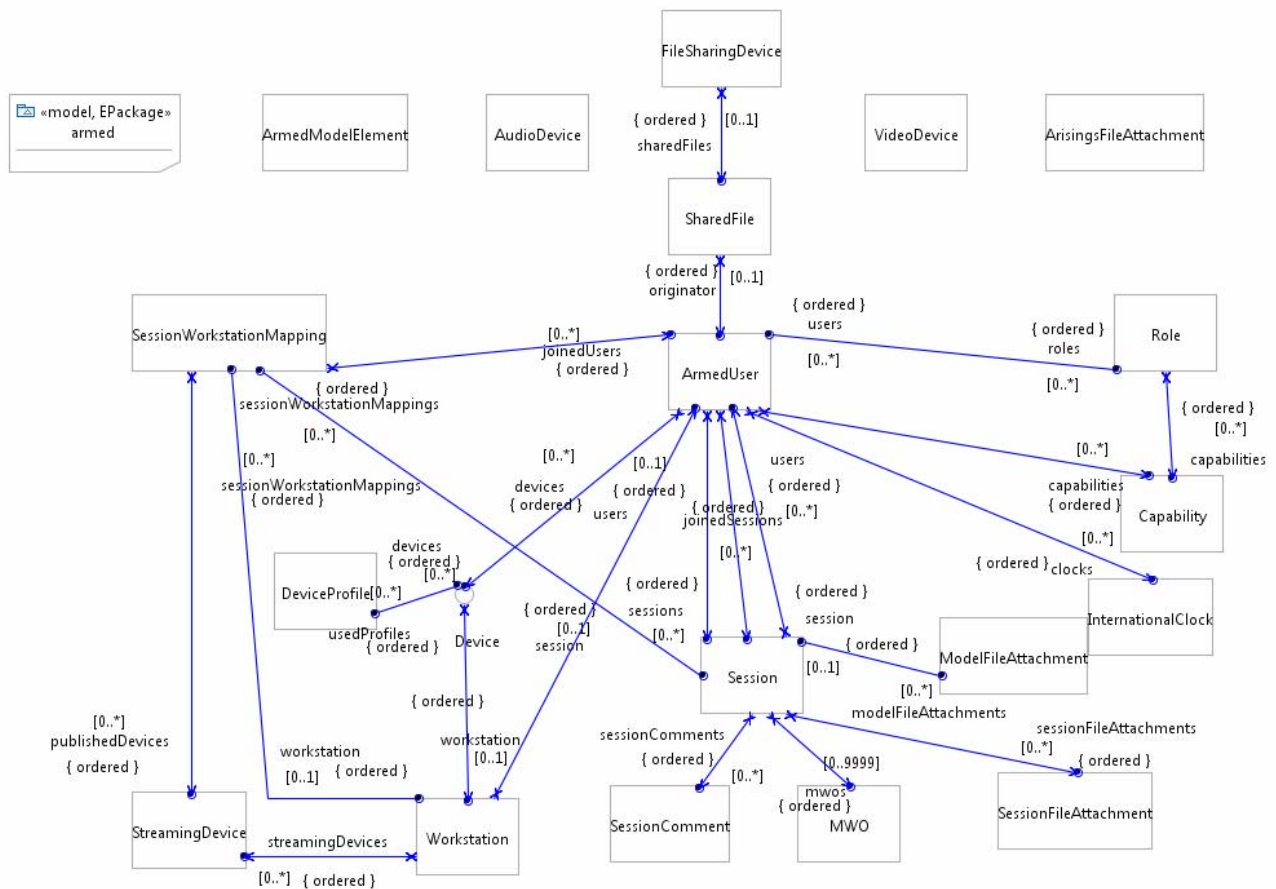 FileSharingDevice
«model, EPackage»
armed
ArmedModelElement
AudioDevice
VideoDevice
ArisingsFileAttachment
{ ordered }
[0..1]
sharedFiles
SharedFile
{ ordered }
[0..1]
originator
SessionWorkstationMapping
[0..*]
joinedUsers
{ ordered }
{ ordered }
users
[0..*]
{ ordered }
roles
[0..*]
Role
ArmedUser
{ ordered }
sessionWorkstationMappings
[0..*]
[0..*]
sessionWorkstationMappings
{ ordered }
{ ordered }
[0..*]
capabilities
[0..*]
capabilities
{ ordered }
[0..*]
Capability
[0..*]
devices
{ ordered }
[0..1]
{ ordered }
users
users
{ ordered }
[0..*]
{ ordered }
joinedSessions
[0..*]
devices
{ ordered }
[0..*]
DeviceProfile
[0..*]
usedProfiles
{ ordered }
Device
{ ordered }
[0..1]
session
{ ordered }
sessions
[0..*]
{ ordered }
session
{ ordered }
[0..1]
{ ordered }
clocks
InternationalClock
ModelFileAttachment
[0..*]
modelFileAttachments
Session
{ ordered }
workstation
[0..1]
[0..*]
publishedDevices
{ ordered }
workstation
[0..1]
{ ordered }
sessionComments
{ ordered }
[0..*]
[0..9999]
mwos
{ ordered }
sessionFileAttachments
[0..*]
{ ordered }
StreamingDevice
streamingDevices
[0..*]
{ ordered }
Workstation
SessionComment
MWO
SessionFileAttachment